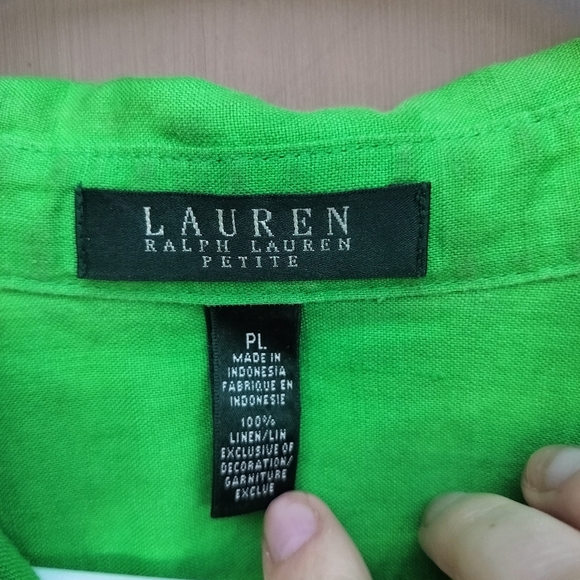 LAUREN
RALPH LAUREN
PETITE
PL
MADE IN
INDONESIA
FABRIQUE EN
INDONESIE
100%
LINEN/LIN
EXCLUSIVE OF
DECORATION/
GARNITURE
EXCLUE